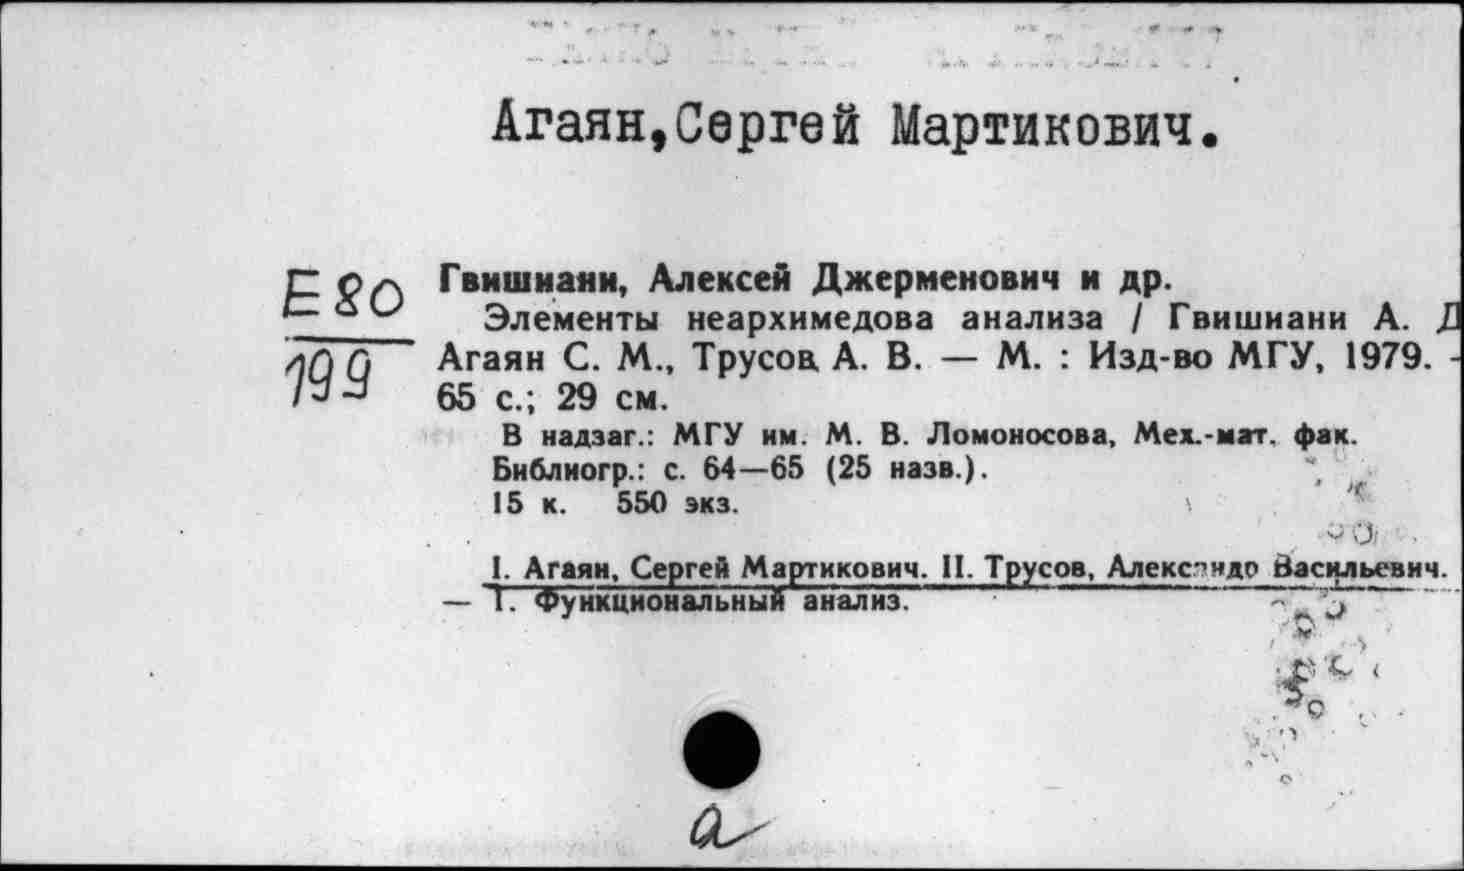 Агаян,Сергей Мартикович.
Е80
199
Гвишиани, Алексей Джерменович и др.
Элементы неархимедова анализа / Гвишиани А. Д
Агаян С. М., Трусов А. В. — М. : Изд-во МГУ, 1979. -
65 с.; 29 см.
В надзаг.: МГУ им. М. В. Ломоносова, Мех.-мат. фак.
Библиогр.: с. 64—65 (25 назв.).
15 к. 550 экз.
I. Агаян, Сергей Мартикович. II. Трусов, Александр Васильевич.
— 1. Функциональный анализ.